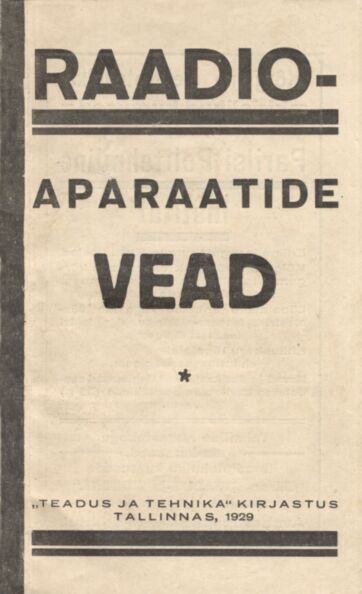 RAADIO-
APARAATIDE
VEAD
*
„TEADUS JA TEHNIKA“ KIRJASTUS
TALLINNAS, 1929